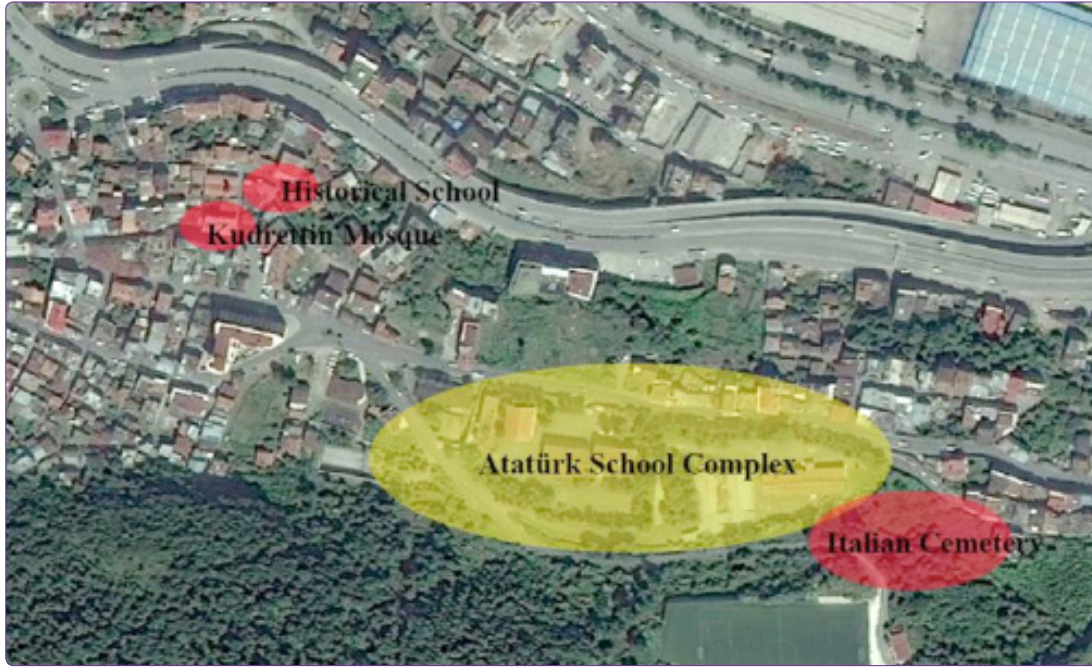 Historical School
Kudrettin Mosque
Atatürk School Complex
Italian Cemetery